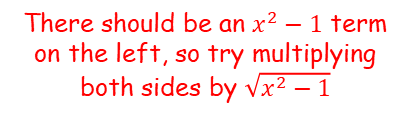 There should be an x² − 1 term
on the left, so try multiplying
both sides by √(x² − 1)